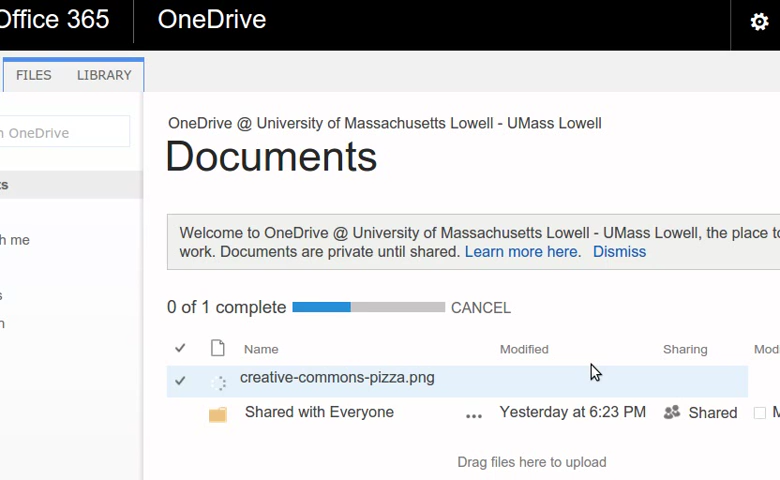 Office 365 OneDrive
FILES LIBRARY
n OneDrive
OneDrive @ University of Massachusetts Lowell - UMass Lowell
Documents
ts
h me
s
n
Welcome to OneDrive @ University of Massachusetts Lowell - UMass Lowell, the place to
work. Documents are private until shared. Learn more here. Dismiss
0 of 1 complete CANCEL
Name Modified Sharing Mod
creative-commons-pizza.png
Shared with Everyone ... Yesterday at 6:23 PM Shared M
Drag files here to upload